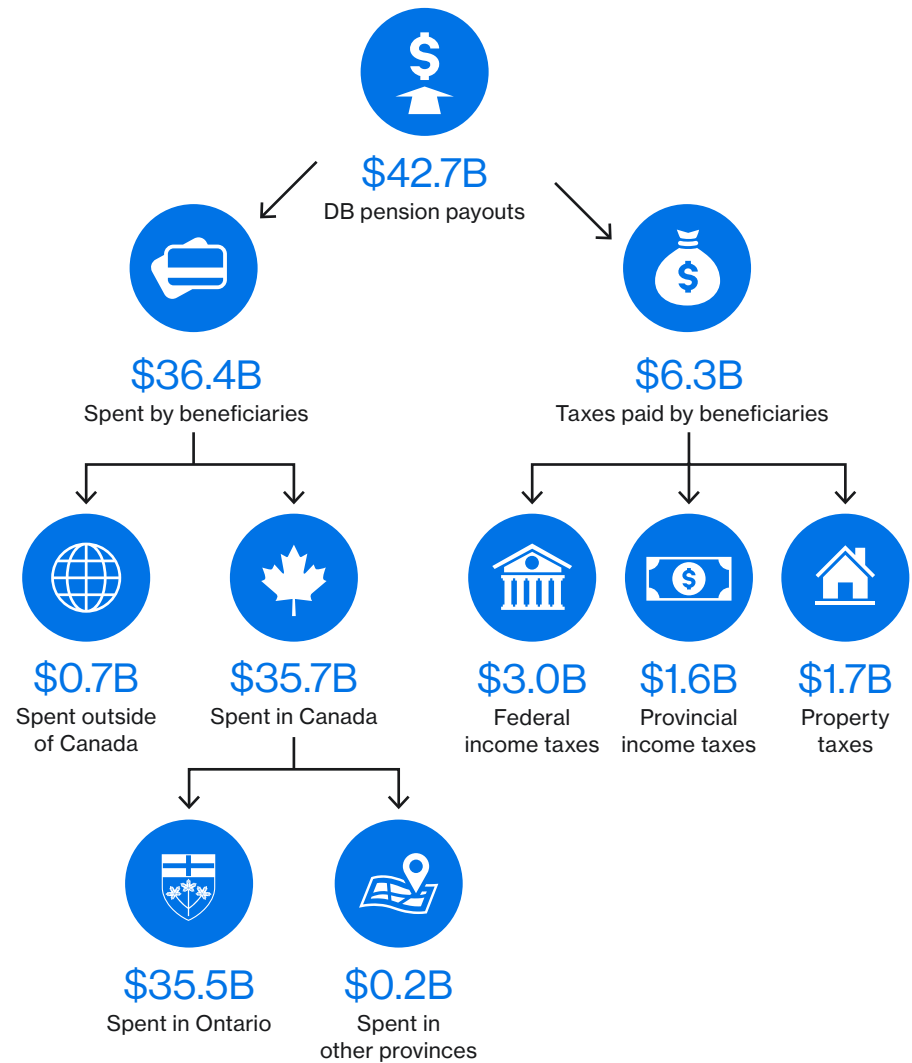 $
$42.7B
DB pension payouts
$
$36.4B
Spent by beneficiaries
$6.3B
Taxes paid by beneficiaries
$
$0.7B
Spent outside
of Canada
$35.7B
Spent in Canada
$3.0B
Federal
income taxes
$1.6B
Provincial
income taxes
$1.7B
Property
taxes
$35.5B
Spent in Ontario
$0.2B
Spent in
other provinces